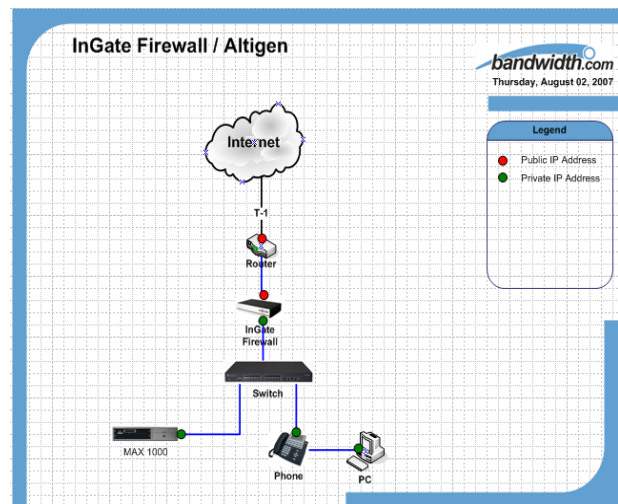 InGate Firewall / Altigen
bandwidth.com
Thursday, August 02, 2007
Legend
Public IP Address
Private IP Address
Internet
T-1
Router
InGate
Firewall
Switch
MAX 1000
Phone
PC